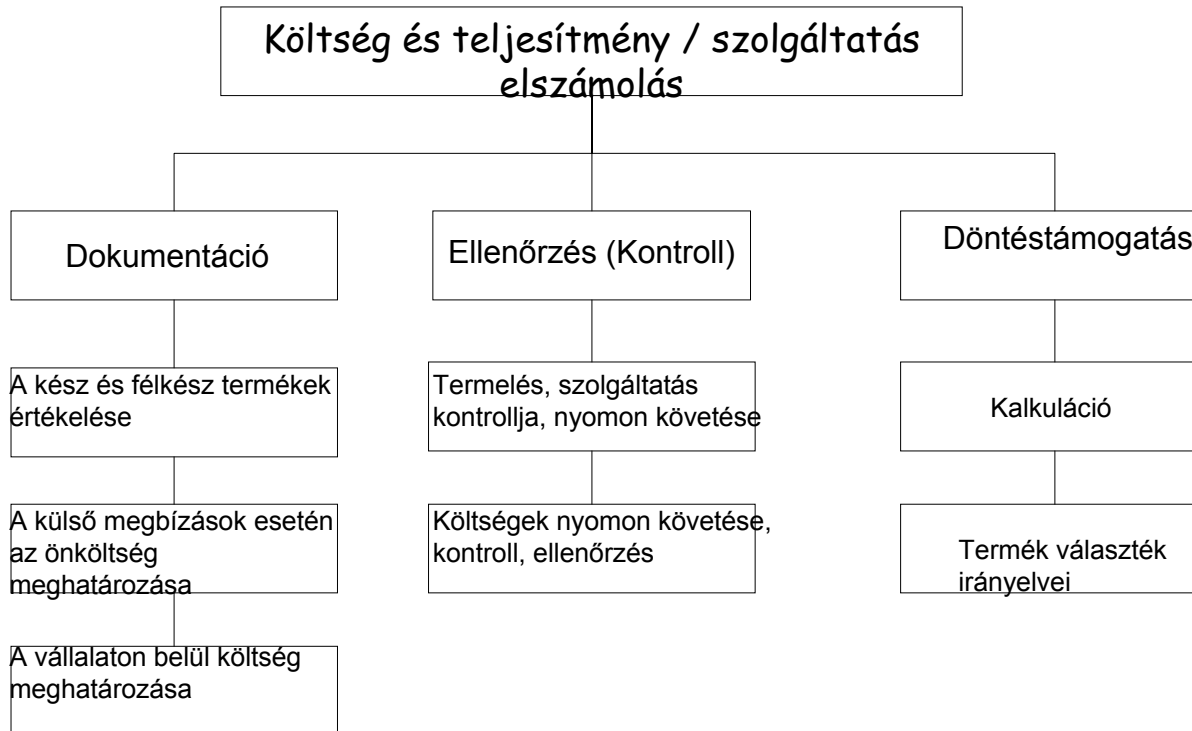 Költség és teljesítmény / szolgáltatás
elszámolás
Dokumentáció
A kész és félkész termékek
értékelése
A külső megbízások esetén
az önköltség
meghatározása
A vállalaton belül költség
meghatározása
Ellenőrzés (Kontroll)
Termelés, szolgáltatás
kontrollja, nyomon követése
Költségek nyomon követése,
kontroll, ellenőrzés
Döntéstámogatás
Kalkuláció
Termék választék
irányelvei